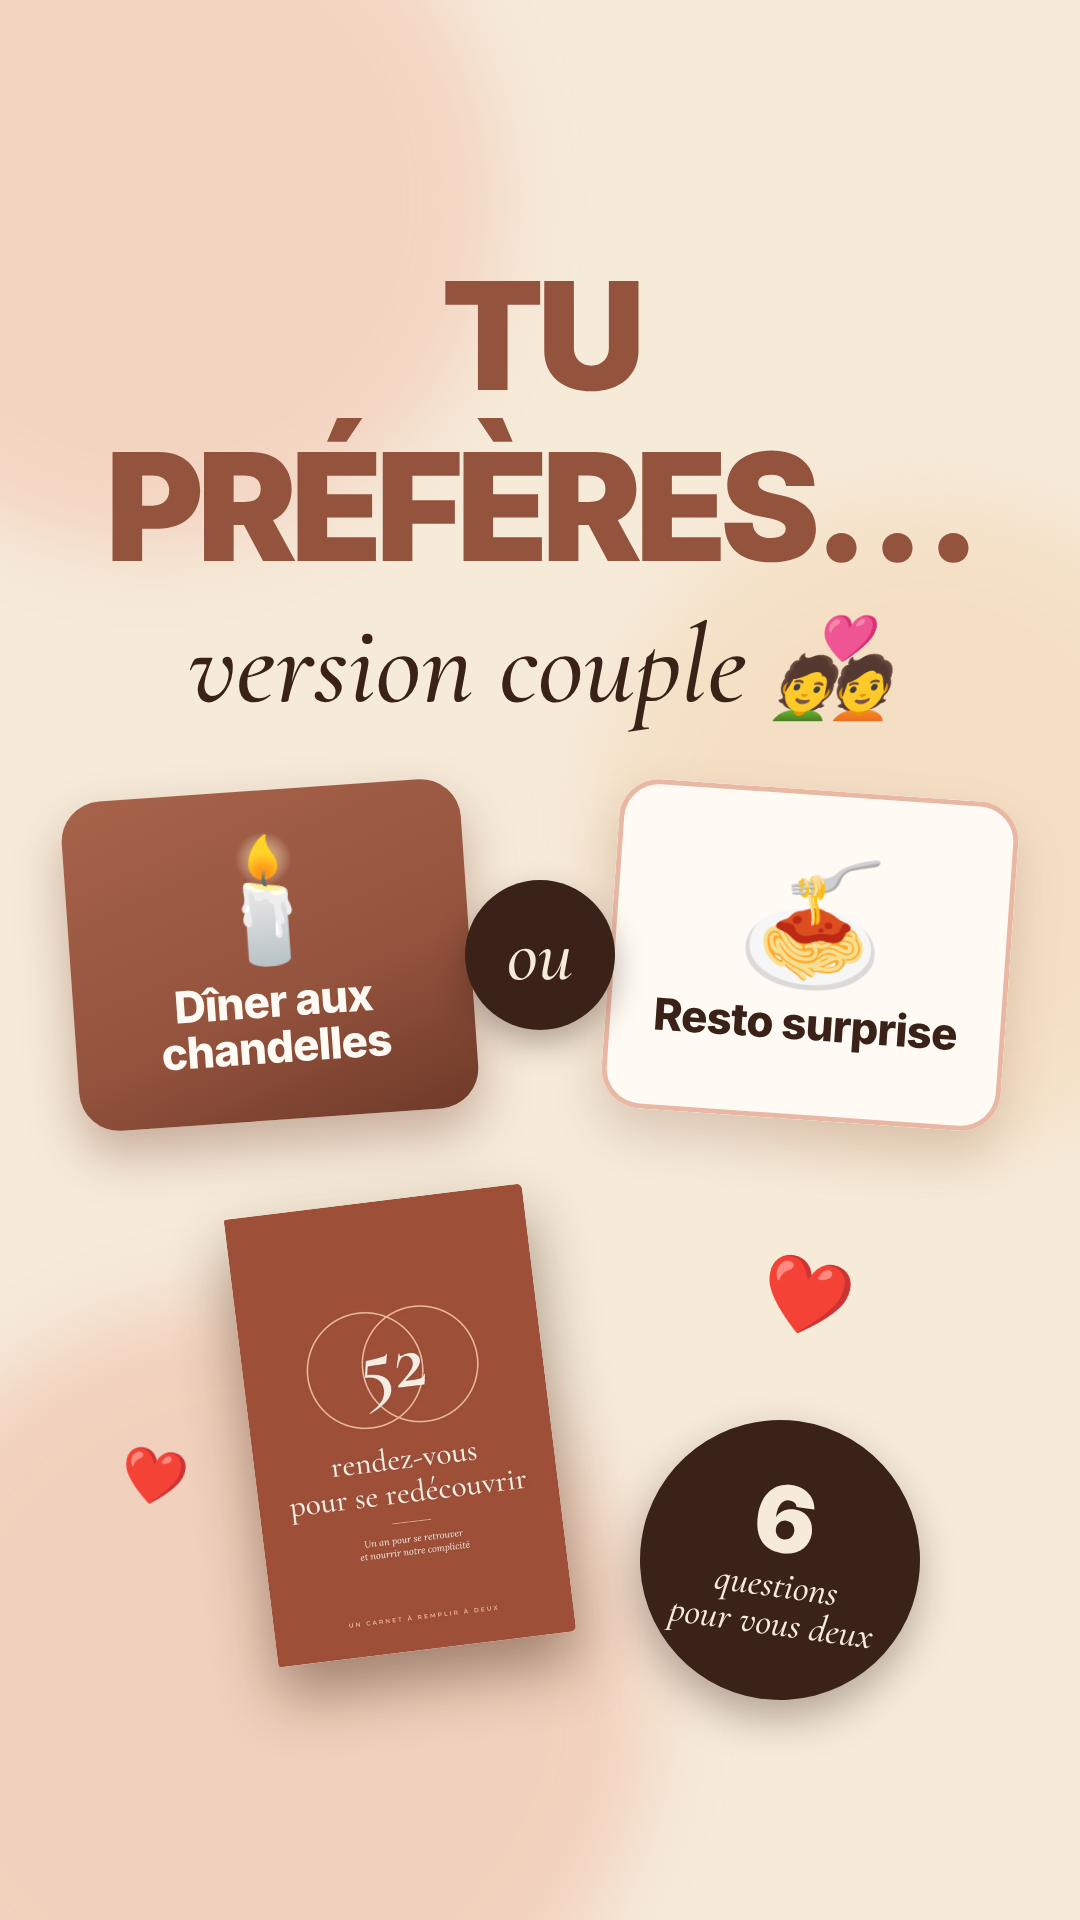 TU
PRÉFÈRES...
version couple
Dîner aux
chandelles
ou
Resto surprise
52
rendez-vous
pour se redécouvrir
Un an pour se retrouver
et nourrir notre complicité
UN CARNET À REMPLIR À DEUX
6
questions
pour vous deux